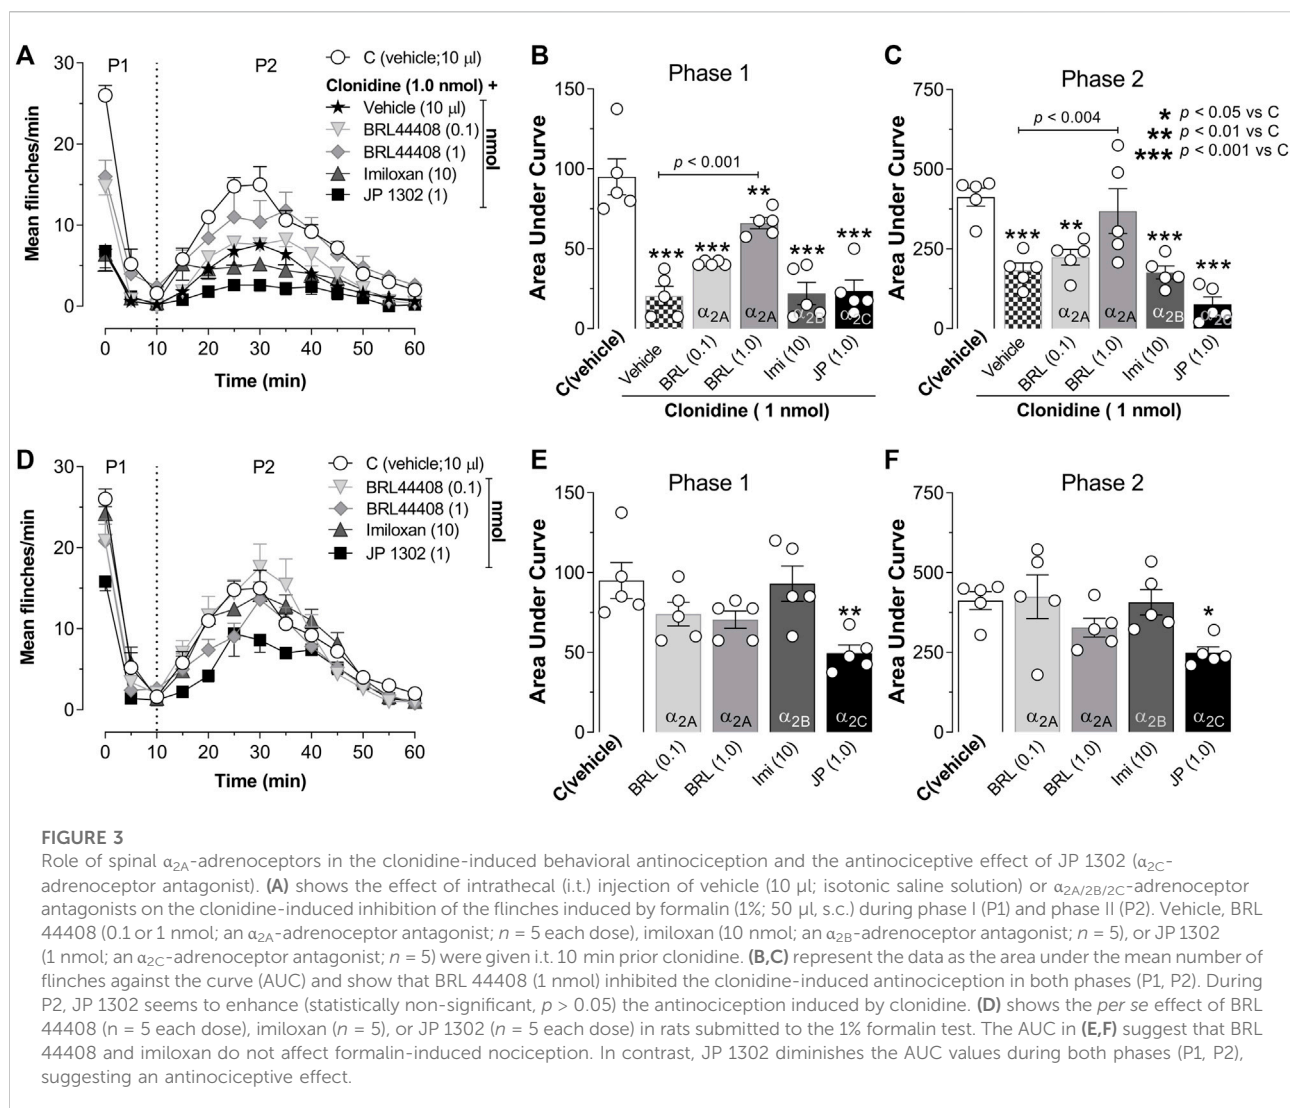 A
P1
P2
C (vehicle;10 µl)
Clonidine (1.0 nmol) +
Vehicle (10 µl)
BRL44408 (0.1)
BRL44408 (1)
Imiloxan (10)
JP 1302 (1)
nmol
Mean flinches/min
30
20
10
0
0 10 20 30 40 50 60
Time (min)
B
Phase 1
Area Under Curve
150
100
50
0
p < 0.001
***
***
**
***
***
α2A
α2A
α2B
α2C
C(vehicle)
Vehicle
BRL (0.1)
BRL (1.0)
Imi (10)
JP (1.0)
Clonidine ( 1 nmol)
C
Phase 2
Area Under Curve
750
500
250
0
p < 0.004
* p < 0.05 vs C
** p < 0.01 vs C
*** p < 0.001 vs C
***
**
***
***
α2A
α2A
α2B
α2C
C(vehicle)
Vehicle
BRL (0.1)
BRL (1.0)
Imi (10)
JP (1.0)
Clonidine ( 1 nmol)
D
P1
P2
C (vehicle;10 µl)
BRL44408 (0.1)
BRL44408 (1)
Imiloxan (10)
JP 1302 (1)
nmol
Mean flinches/min
30
20
10
0
0 10 20 30 40 50 60
Time (min)
E
Phase 1
Area Under Curve
150
100
50
0
**
α2A
α2A
α2B
α2C
C(vehicle)
BRL (0.1)
BRL (1.0)
Imi (10)
JP (1.0)
F
Phase 2
Area Under Curve
750
500
250
0
*
α2A
α2A
α2B
α2C
C(vehicle)
BRL (0.1)
BRL (1.0)
Imi (10)
JP (1.0)
FIGURE 3
Role of spinal α2A-adrenoceptors in the clonidine-induced behavioral antinociception and the antinociceptive effect of JP 1302 (α2C-
adrenoceptor antagonist). (A) shows the effect of intrathecal (i.t.) injection of vehicle (10 µl; isotonic saline solution) or α2A/2B/2C-adrenoceptor
antagonists on the clonidine-induced inhibition of the flinches induced by formalin (1%; 50 µl, s.c.) during phase I (P1) and phase II (P2). Vehicle, BRL
44408 (0.1 or 1 nmol; an α2A-adrenoceptor antagonist; n = 5 each dose), imiloxan (10 nmol; an α2B-adrenoceptor antagonist; n = 5), or JP 1302
(1 nmol; an α2C-adrenoceptor antagonist; n = 5) were given i.t. 10 min prior clonidine. (B,C) represent the data as the area under the mean number of
flinches against the curve (AUC) and show that BRL 44408 (1 nmol) inhibited the clonidine-induced antinociception in both phases (P1, P2). During
P2, JP 1302 seems to enhance (statistically non-significant, p > 0.05) the antinociception induced by clonidine. (D) shows the per se effect of BRL
44408 (n = 5 each dose), imiloxan (n = 5), or JP 1302 (n = 5 each dose) in rats submitted to the 1% formalin test. The AUC in (E,F) suggest that BRL
44408 and imiloxan do not affect formalin-induced nociception. In contrast, JP 1302 diminishes the AUC values during both phases (P1, P2),
suggesting an antinociceptive effect.